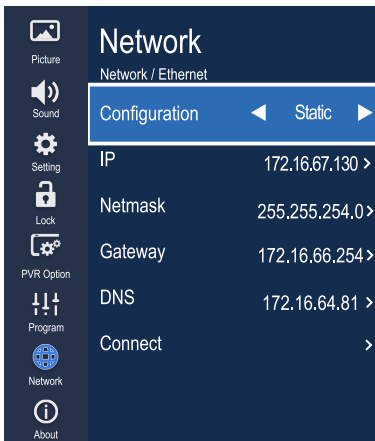 Picture
Sound
Setting
Lock
PVR Option
Program
Network
About
Network
Network / Ethernet
Configuration Static
IP 172.16.67.130 >
Netmask 255.255.254.0 >
Gateway 172.16.66.254 >
DNS 172.16.64.81 >
Connect >